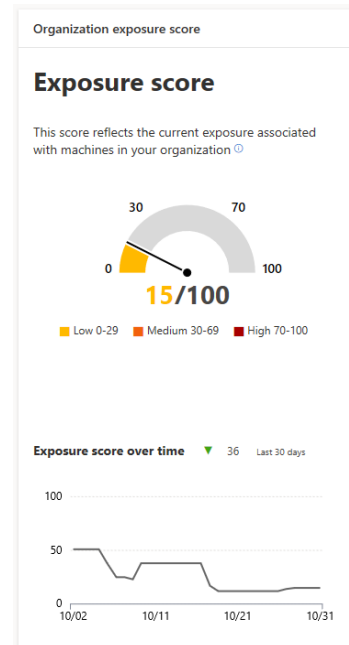 Organization exposure score
Exposure score
This score reflects the current exposure associated
with machines in your organization
30 70
0 100
15/100
Low 0-29 Medium 30-69 High 70-100
Exposure score over time 36 Last 30 days
100
50
0
10/02 10/11 10/21 10/31